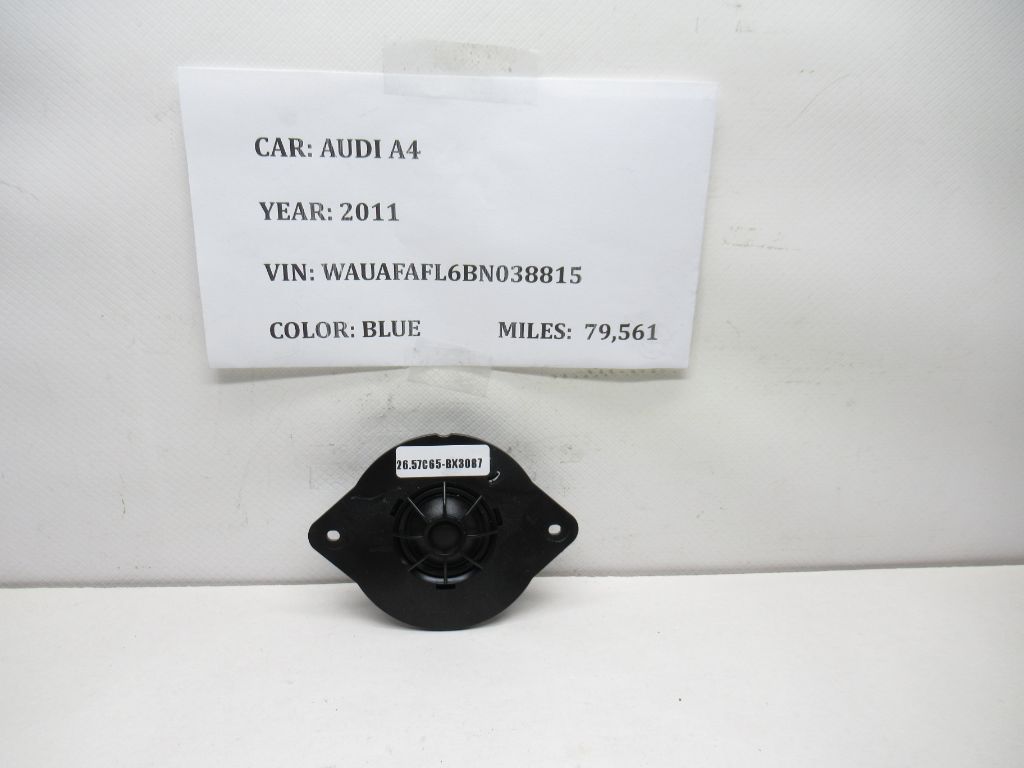 CAR: AUDI A4
YEAR: 2011
VIN: WAUAFAFL6BN038815
COLOR: BLUE MILES: 79,561
26.57C65-BX3087